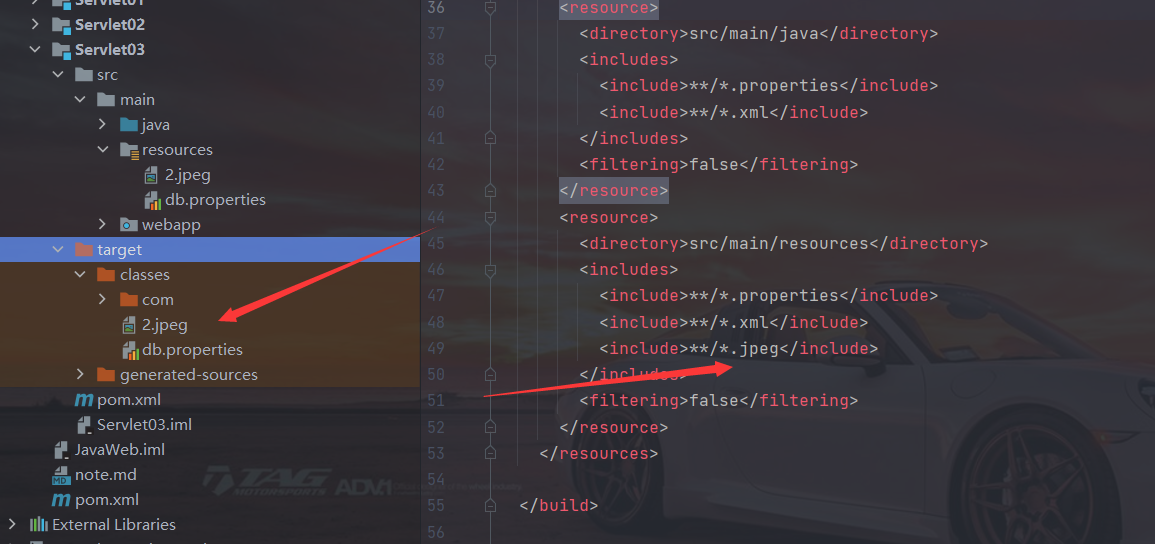 Servlet01
Servlet02
Servlet03
src
main
java
resources
2.jpeg
db.properties
webapp
target
classes
com
2.jpeg
db.properties
generated-sources
pom.xml
Servlet03.iml
JavaWeb.iml
note.md
pom.xml
External Libraries
36 <resource>
37 <directory>src/main/java</directory>
38 <includes>
39 <include>**/*.properties</include>
40 <include>**/*.xml</include>
41 </includes>
42 <filtering>false</filtering>
43 </resource>
44 <resource>
45 <directory>src/main/resources</directory>
46 <includes>
47 <include>**/*.properties</include>
48 <include>**/*.xml</include>
49 <include>**/*.jpeg</include>
50 </includes>
51 <filtering>false</filtering>
52 </resource>
53 </resources>
54
55 </build>
56
TAG
MOTORSPORTS
ADV.1